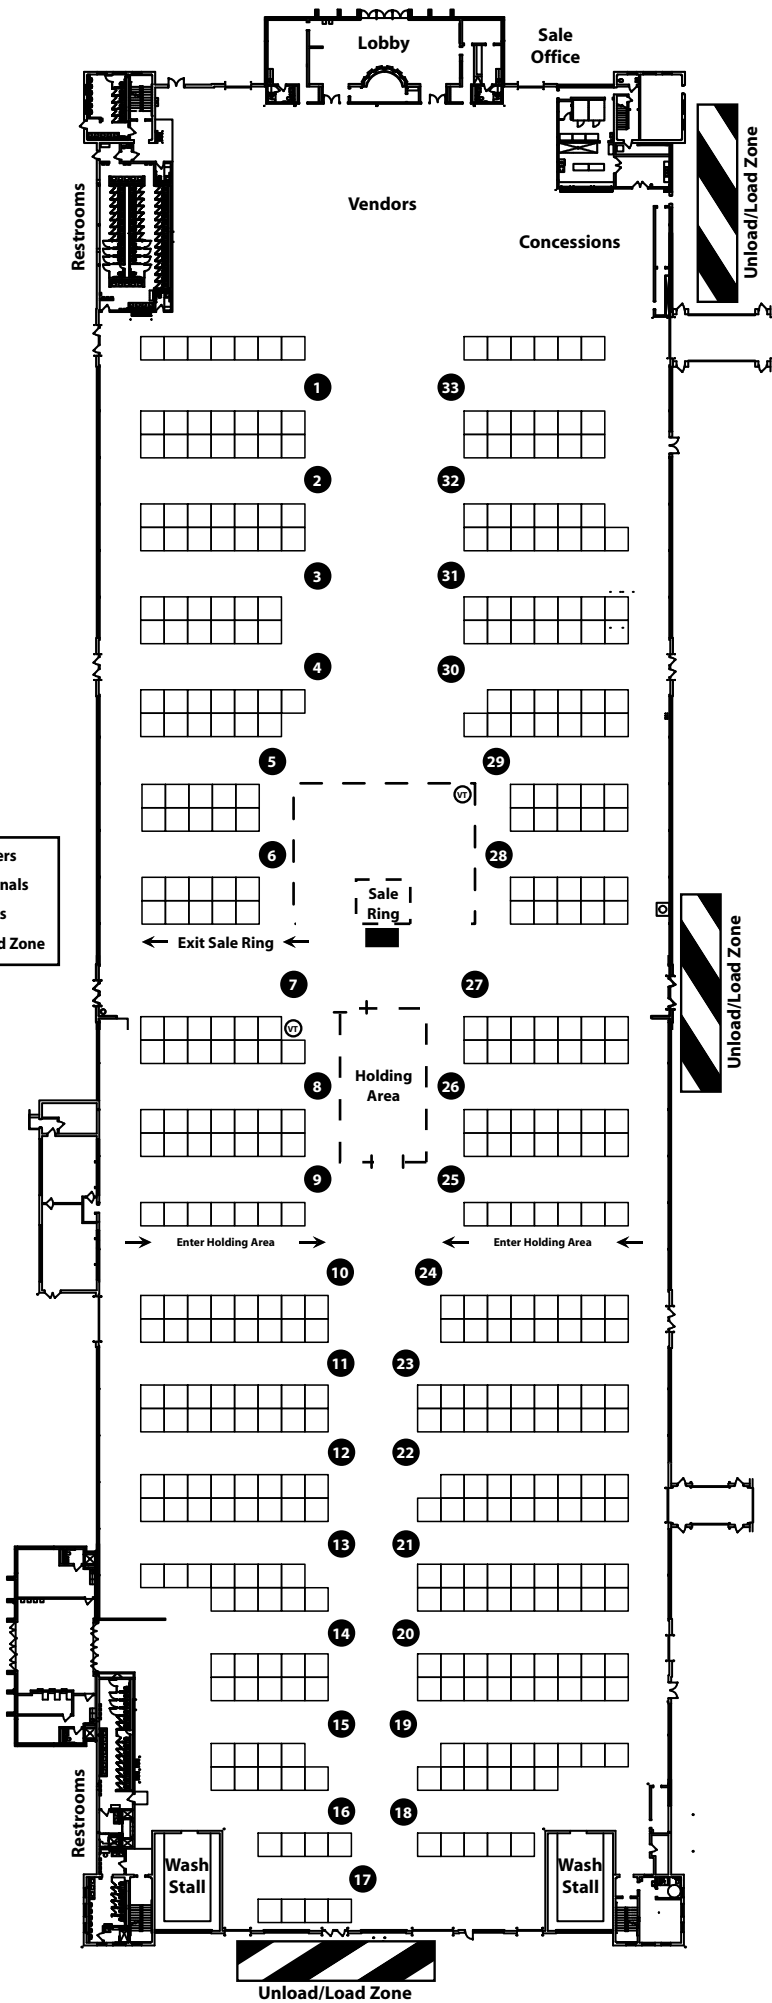 Lobby
Sale
Office
Restrooms
Vendors
Concessions
Unload/Load Zone
1
33
2
32
3
31
4
30
5
29
VT
6
28
Sale
Ring
Exit Sale Ring
Zone
Unload/Load Zone
7
27
VT
8
Holding
Area
26
9
25
Enter Holding Area
Enter Holding Area
10
24
11
23
12
22
13
21
14
20
15
19
Restrooms
16
18
Wash
Stall
Wash
Stall
17
Unload/Load Zone